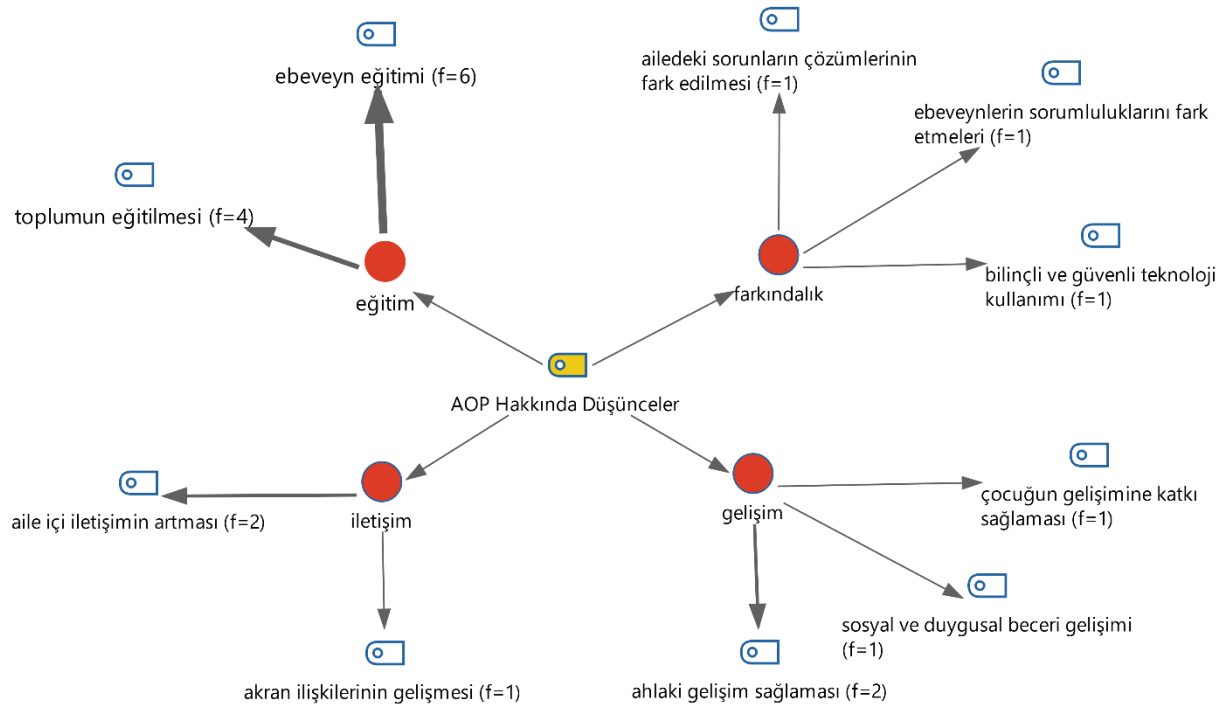 ebeveyn eğitimi (f=6)
toplumun eğitilmesi (f=4)
eğitim
ailedeki sorunların çözümlerinin
fark edilmesi (f=1)
ebeveynlerin sorumluluklarını fark
etmeleri (f=1)
bilinçli ve güvenli teknoloji
kullanımı (f=1)
farkındalık
AOP Hakkında Düşünceler
aile içi iletişimin artması (f=2)
iletişim
akran ilişkilerinin gelişmesi (f=1)
gelişim
çocuğun gelişimine katkı
sağlaması (f=1)
sosyal ve duygusal beceri gelişimi
(f=1)
ahlaki gelişim sağlaması (f=2)